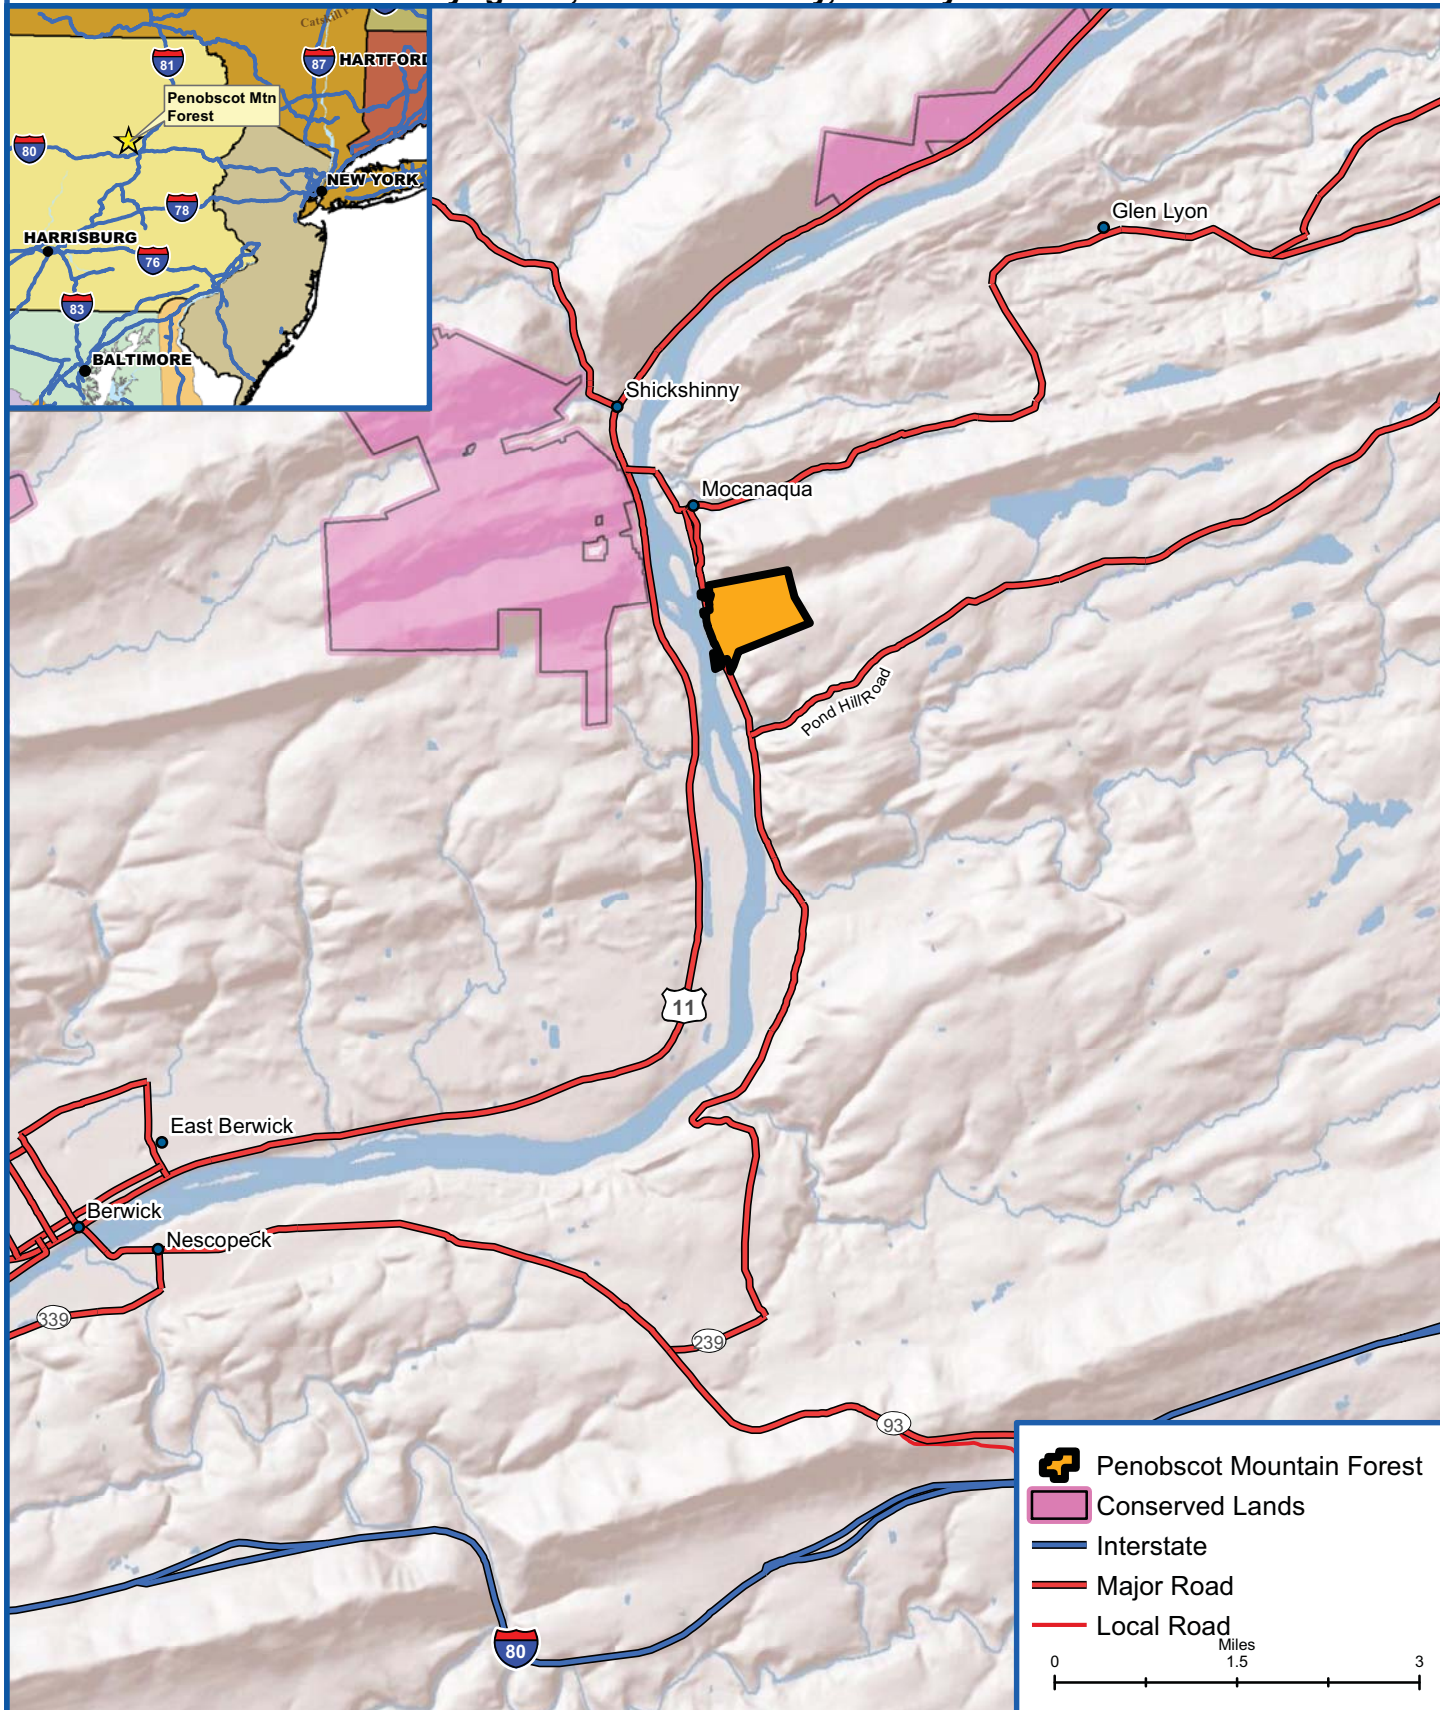 Catskill
81
87
HARTFORD
Penobscot Mtn
Forest
80
NEW YORK
78
HARRISBURG
76
83
BALTIMORE
Glen Lyon
Shickshinny
Mocanaqua
Pond Hill Road
11
East Berwick
Berwick
Nescopeck
339
239
93
80
Penobscot Mountain Forest
Conserved Lands
Interstate
Major Road
Local Road
Miles
0 1.5 3